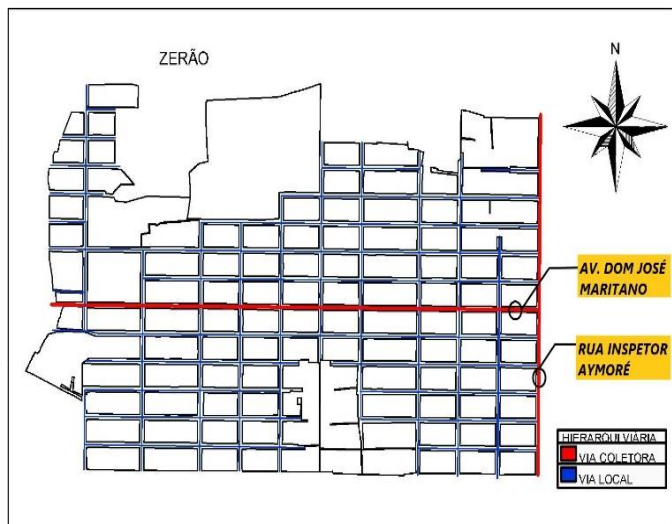 ZERÃO
N
AV. DOM JOSÉ
MARITANO
RUA INSPETOR
AYMORÉ
HIERARQUI VIÁRIA
VIA COLETORA
VIA LOCAL